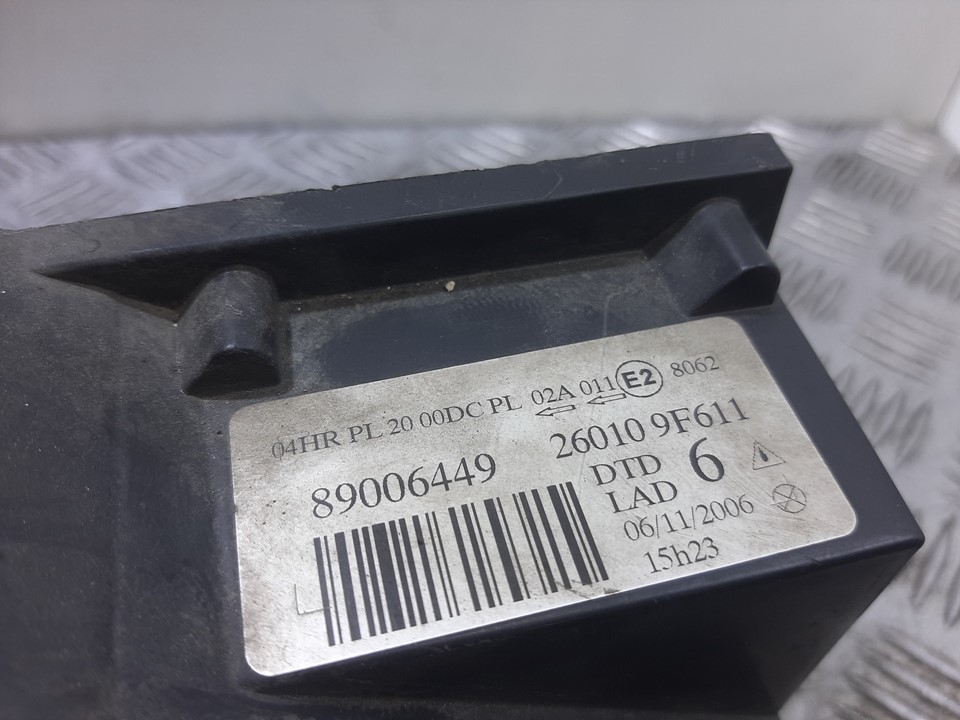 04HR PL 20 00DC PL 02A 011 E2 8062
89006449 26010 9F611
DTD 6
LAD
06/11/2006
15h23